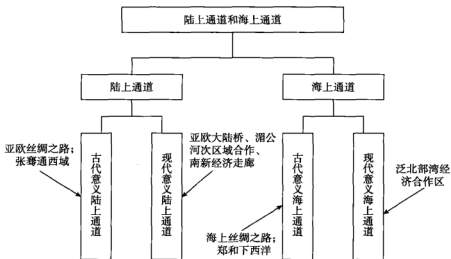 陆上通道和海上通道
陆上通道
海上通道
亚欧丝绸之路；
张骞通西域
古代意义陆上通道
现代意义陆上通道
亚欧大陆桥、湄公
河次区域合作、
南新经济走廊
古代意义海上通道
现代意义海上通道
海上丝绸之路；
郑和下西洋
泛北部湾经
济合作区